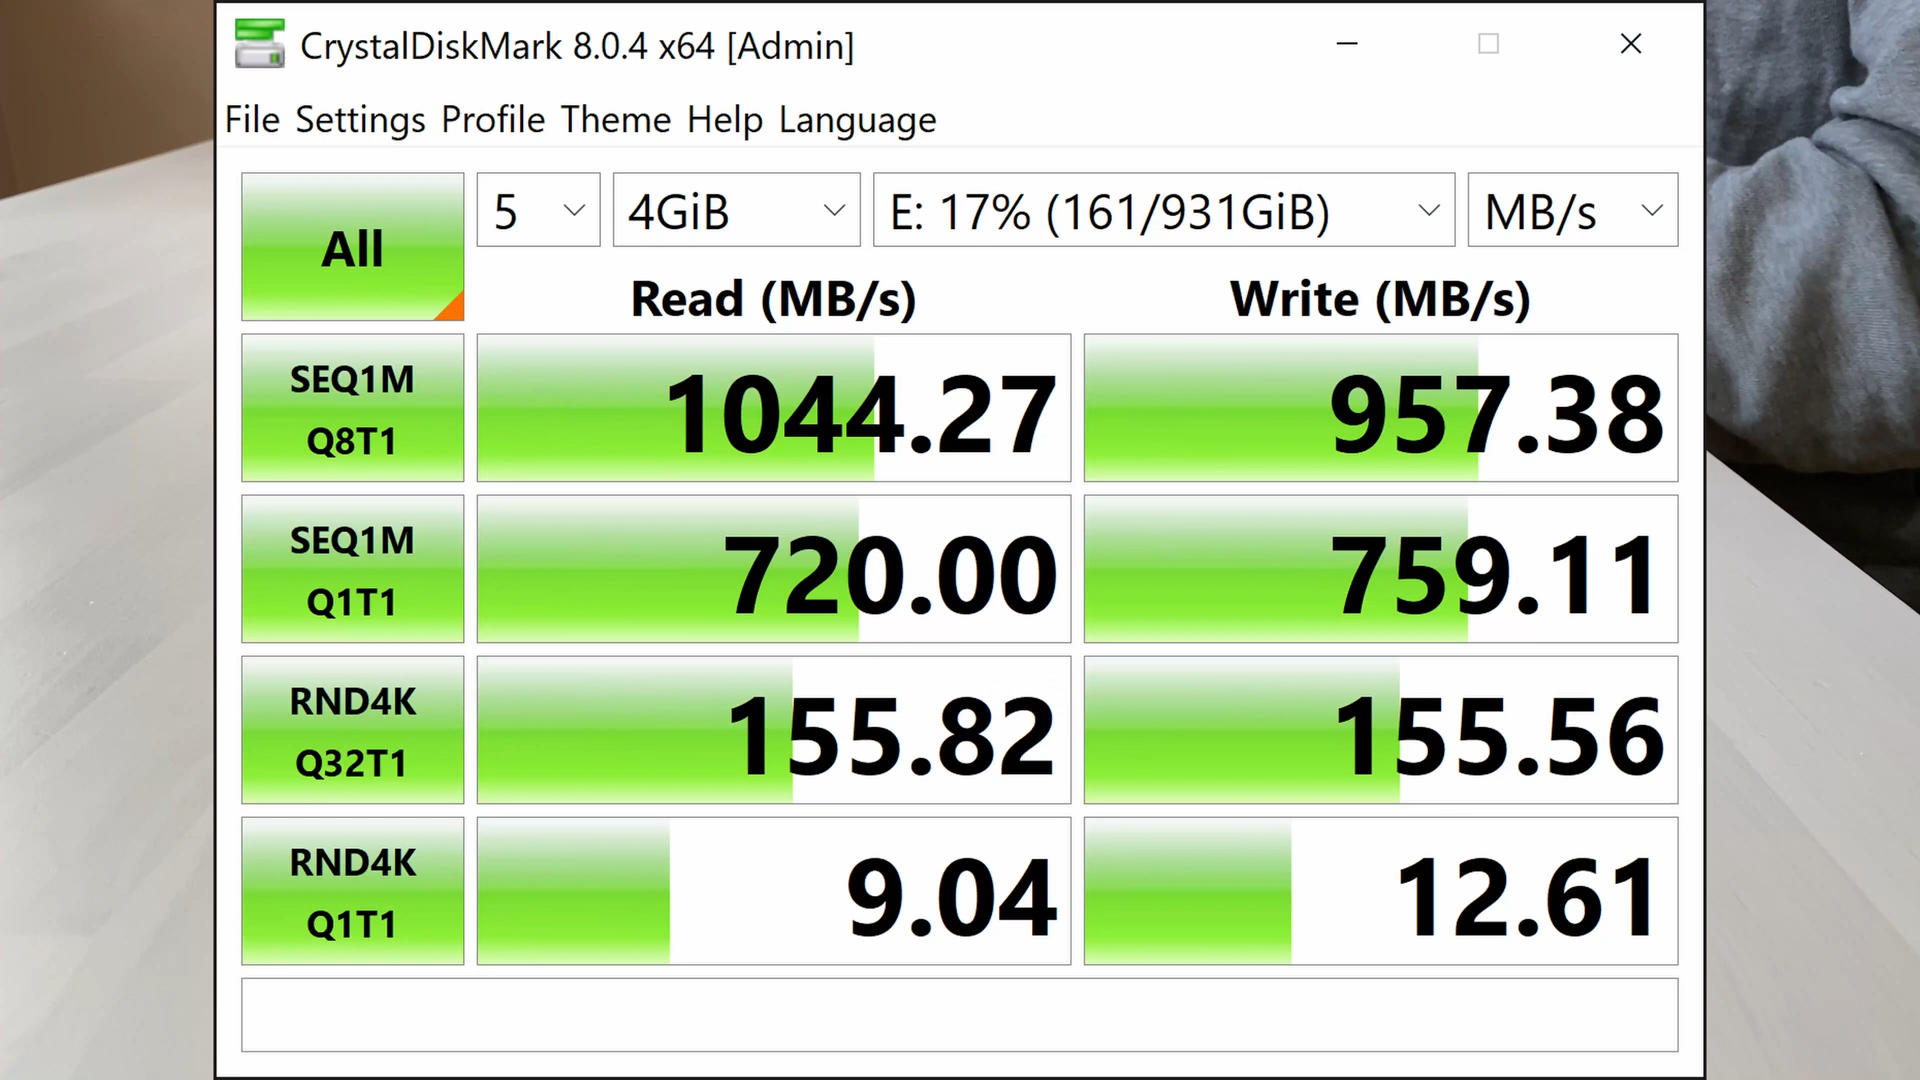 CrystalDiskMark 8.0.4 x64 [Admin]
File Settings Profile Theme Help Language
All
5
4GiB
E: 17% (161/931GiB)
MB/s
Read (MB/s)
Write (MB/s)
SEQ1M
Q8T1
1044.27
957.38
SEQ1M
Q1T1
720.00
759.11
RND4K
Q32T1
155.82
155.56
RND4K
Q1T1
9.04
12.61